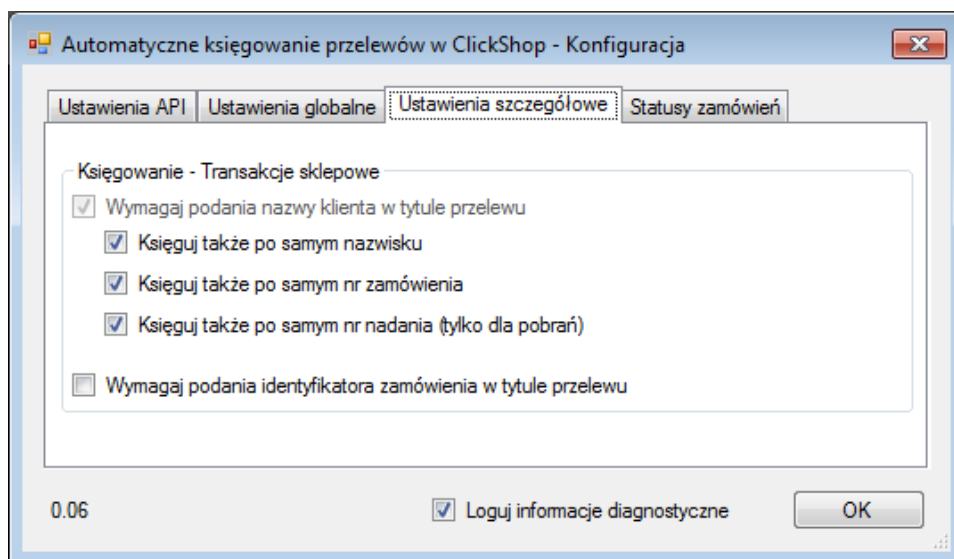 Automatyczne księgowanie przelewów w ClickShop - Konfiguracja
Ustawienia API
Ustawienia globalne
Ustawienia szczegółowe
Statusy zamówień
Księgowanie - Transakcje sklepowe
Wymagaj podania nazwy klienta w tytule przelewu
Księguj także po samym nazwisku
Księguj także po samym nr zamówienia
Księguj także po samym nr nadania (tylko dla pobrań)
Wymagaj podania identyfikatora zamówienia w tytule przelewu
0.06
Loguj informacje diagnostyczne
OK